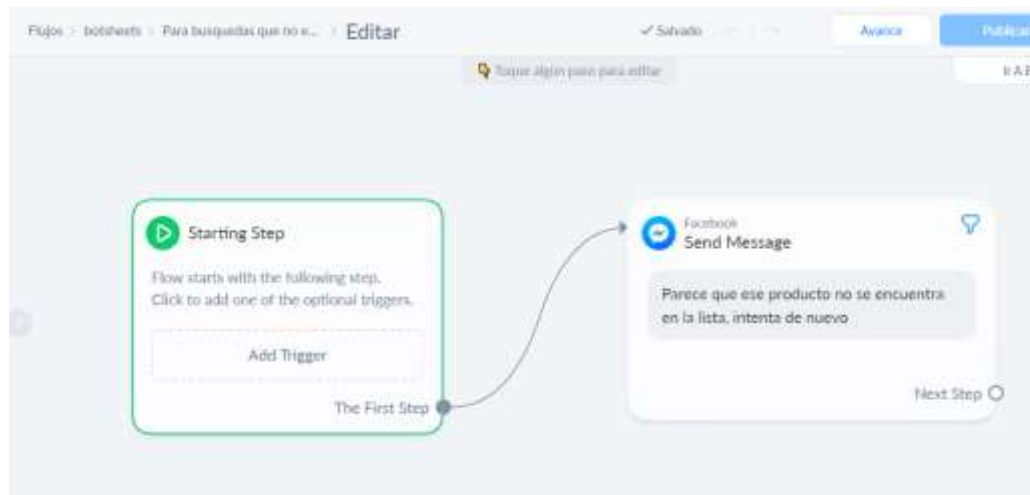 Flujos > botsheets > Para busquedas que no e... > Editar
✓ Salvado
Avance
Toque algún paso para editar
Starting Step
Flow starts with the following step.
Click to add one of the optional triggers.
Add Trigger
The First Step
Facebook
Send Message
Parece que ese producto no se encuentra
en la lista, intenta de nuevo
Next Step